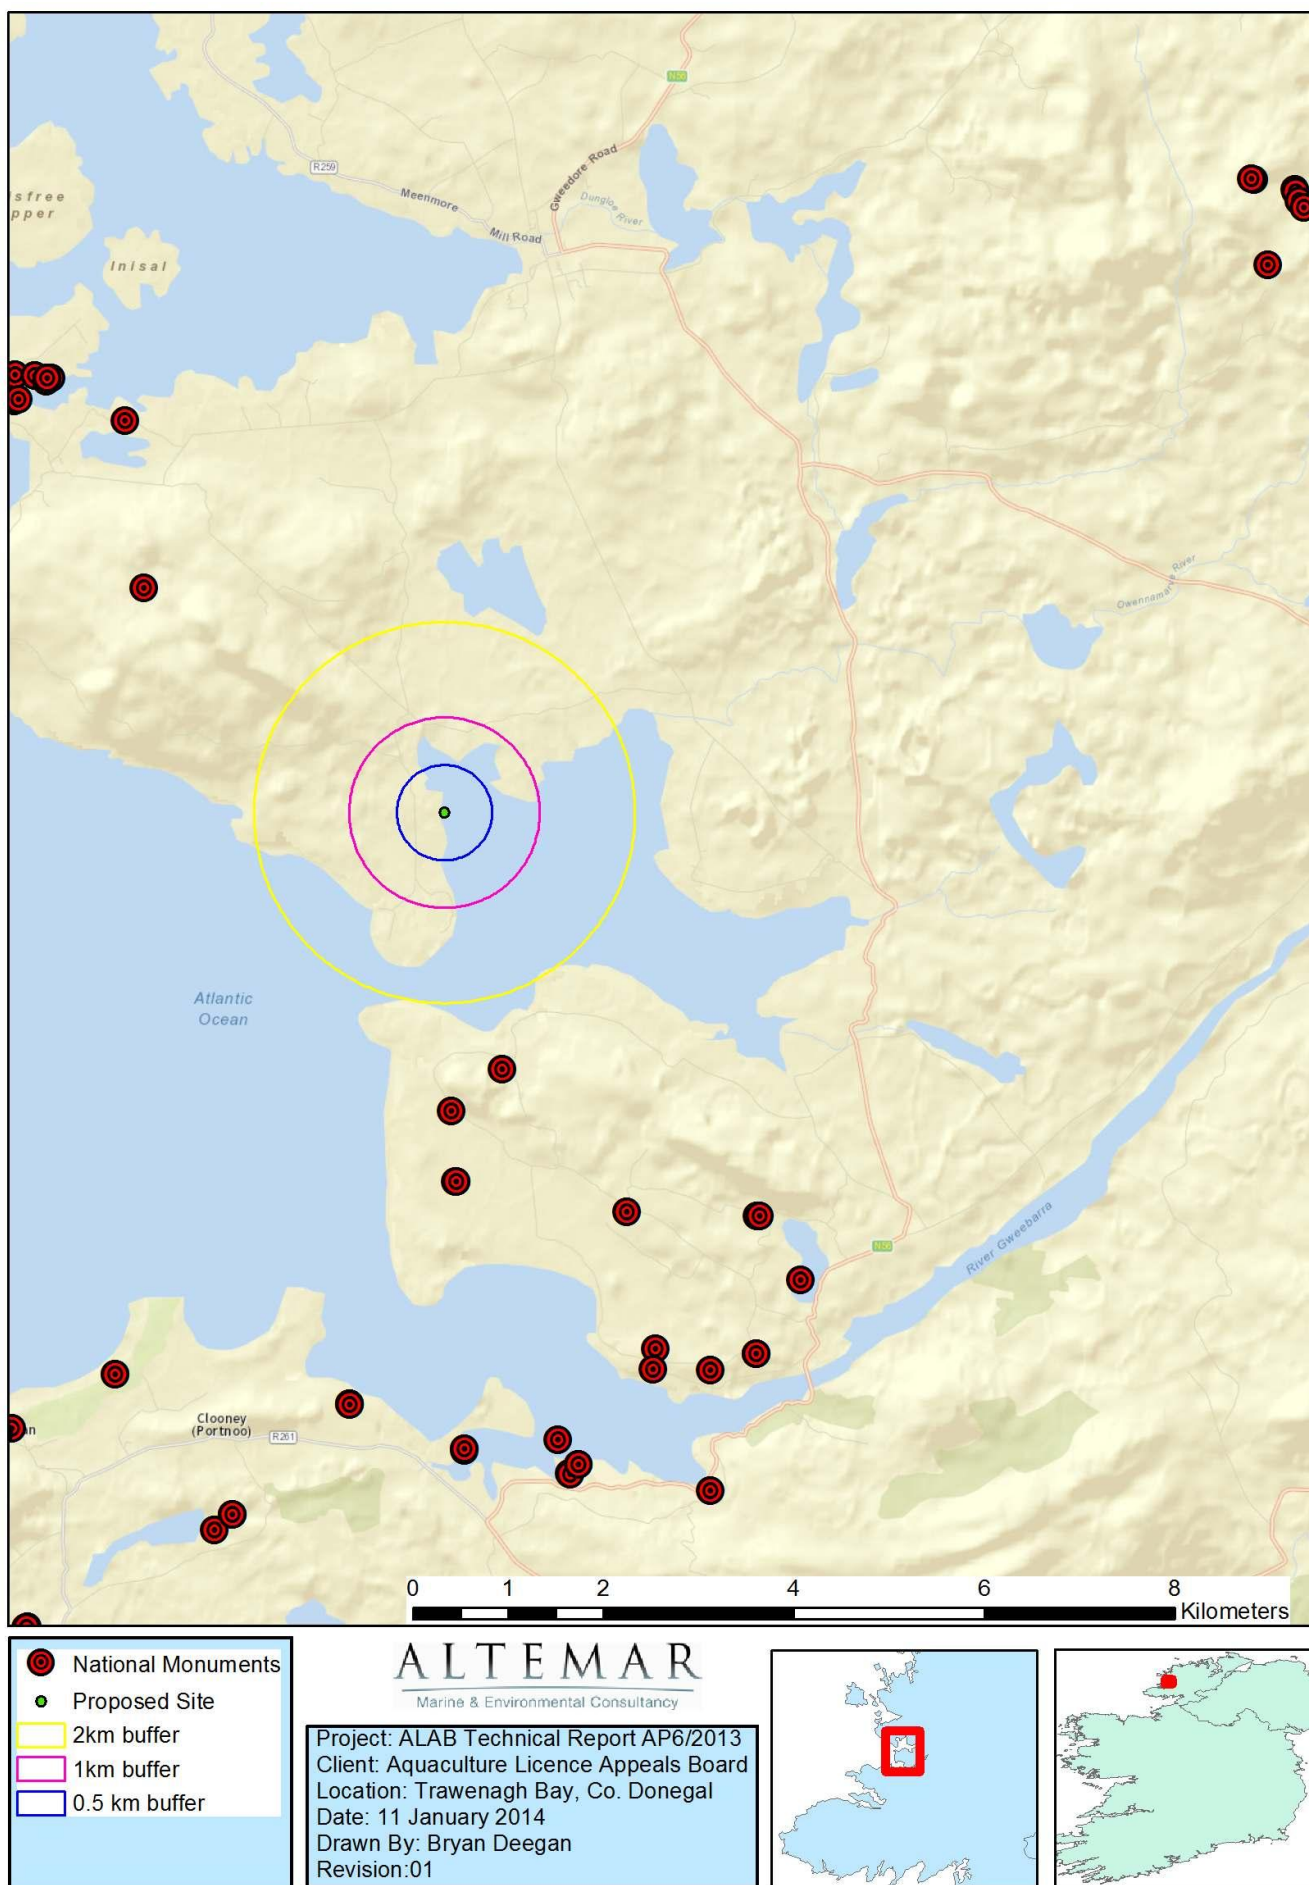 N56
R259
Gweedore Road
Meenmore
Dungloe River
Mill Road
isfree
pper
Inisal
Owennamarve River
Atlantic
Ocean
River Gweebarra
N56
Clooney
(Portnoo)
R261
an
0 1 2 4 6 8
Kilometers
National Monuments
Proposed Site
2km buffer
1km buffer
0.5 km buffer
ALTEMAR
Marine & Environmental Consultancy
Project: ALAB Technical Report AP6/2013
Client: Aquaculture Licence Appeals Board
Location: Trawenagh Bay, Co. Donegal
Date: 11 January 2014
Drawn By: Bryan Deegan
Revision:01